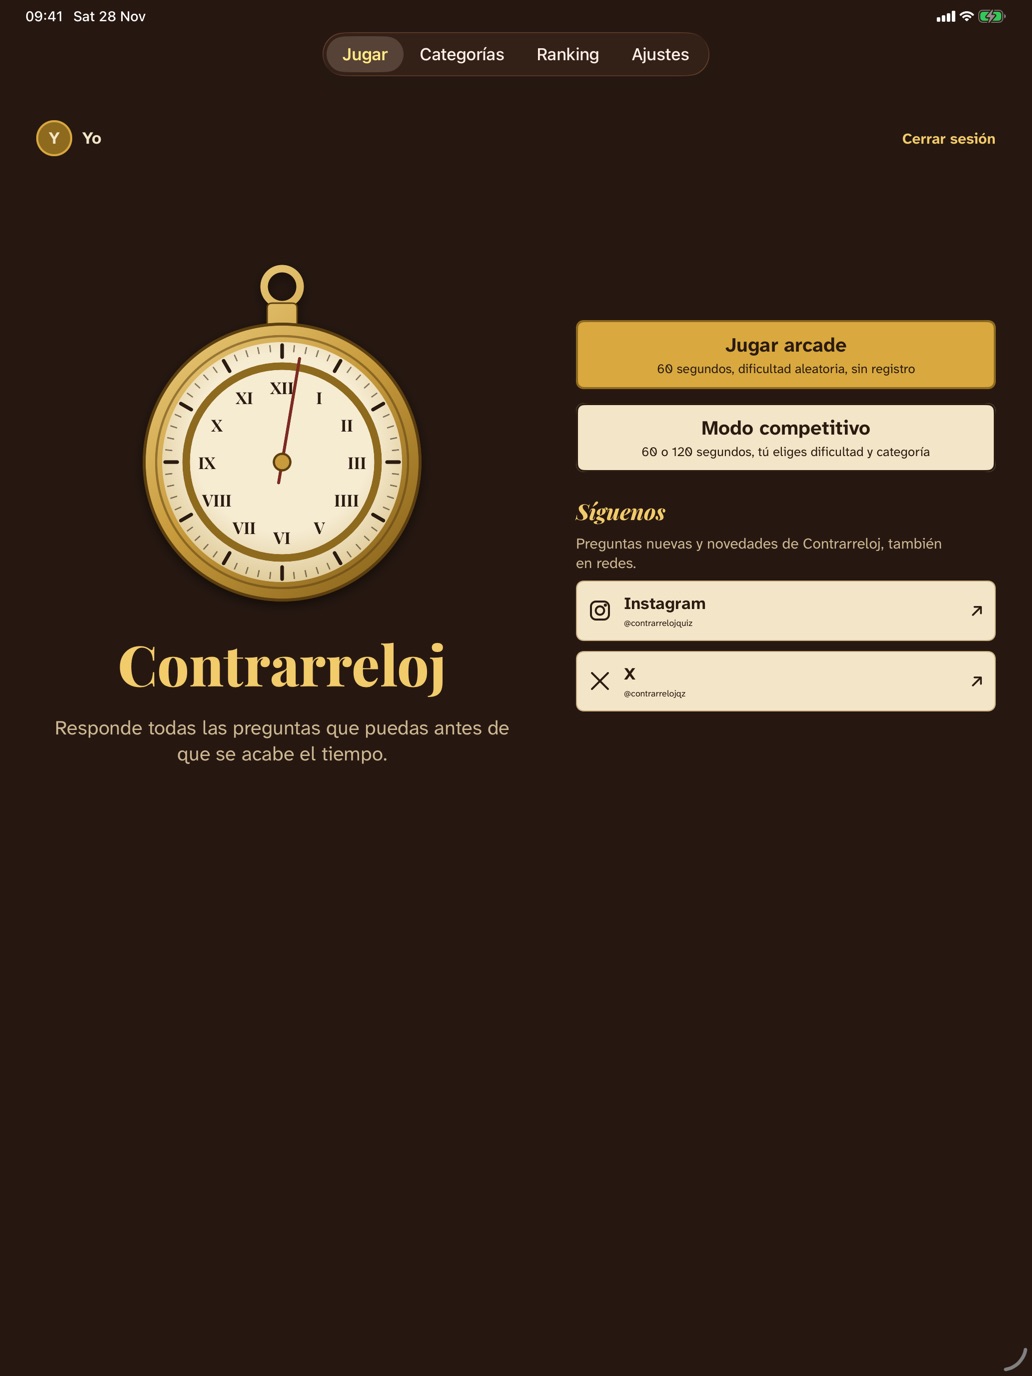 09:41 Sat 28 Nov
Jugar Categorías Ranking Ajustes
Y Yo
Cerrar sesión
XII
I
II
III
IIII
V
VI
VII
VIII
IX
X
XI
Contrarreloj
Responde todas las preguntas que puedas antes de
que se acabe el tiempo.
Jugar arcade
60 segundos, dificultad aleatoria, sin registro
Modo competitivo
60 o 120 segundos, tú eliges dificultad y categoría
Síguenos
Preguntas nuevas y novedades de Contrarreloj, también
en redes.
Instagram
@contrarrelojquiz
X
@contrarrelojqz